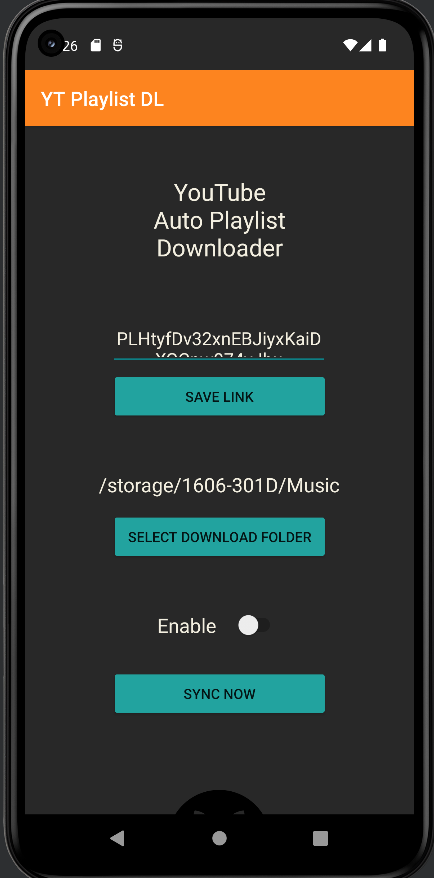 26
YT Playlist DL
YouTube
Auto Playlist
Downloader
PLHtyfDv32xnEBJiyxKaiD
SAVE LINK
/storage/1606-301D/Music
SELECT DOWNLOAD FOLDER
Enable
SYNC NOW